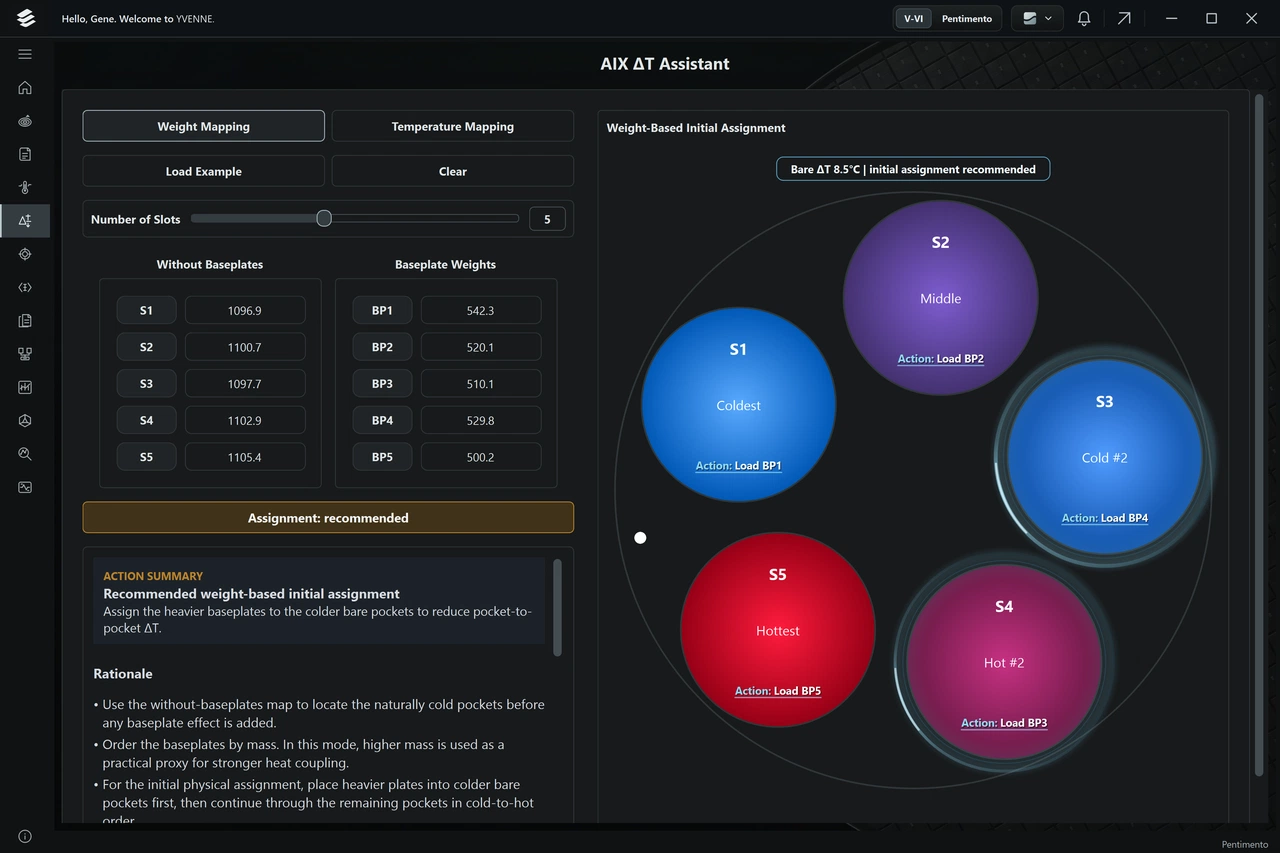 Hello, Gene. Welcome to YVENNE.
V-VI Pentimento
AIX ΔT Assistant
Weight Mapping
Temperature Mapping
Load Example
Clear
Number of Slots
5
Without Baseplates
S1 1096.9
S2 1100.7
S3 1097.7
S4 1102.9
S5 1105.4
Baseplate Weights
BP1 542.3
BP2 520.1
BP3 510.1
BP4 529.8
BP5 500.2
Assignment: recommended
ACTION SUMMARY
Recommended weight-based initial assignment
Assign the heavier baseplates to the colder bare pockets to reduce pocket-to-
pocket ΔT.
Rationale
• Use the without-baseplates map to locate the naturally cold pockets before
any baseplate effect is added.
• Order the baseplates by mass. In this mode, higher mass is used as a
practical proxy for stronger heat coupling.
• For the initial physical assignment, place heavier plates into colder bare
pockets first, then continue through the remaining pockets in cold-to-hot
order.
Weight-Based Initial Assignment
Bare ΔT 8.5°C | initial assignment recommended
S2
Middle
Action: Load BP2
S1
Coldest
Action: Load BP1
S3
Cold #2
Action: Load BP4
S5
Hottest
Action: Load BP5
S4
Hot #2
Action: Load BP3
Pentimento